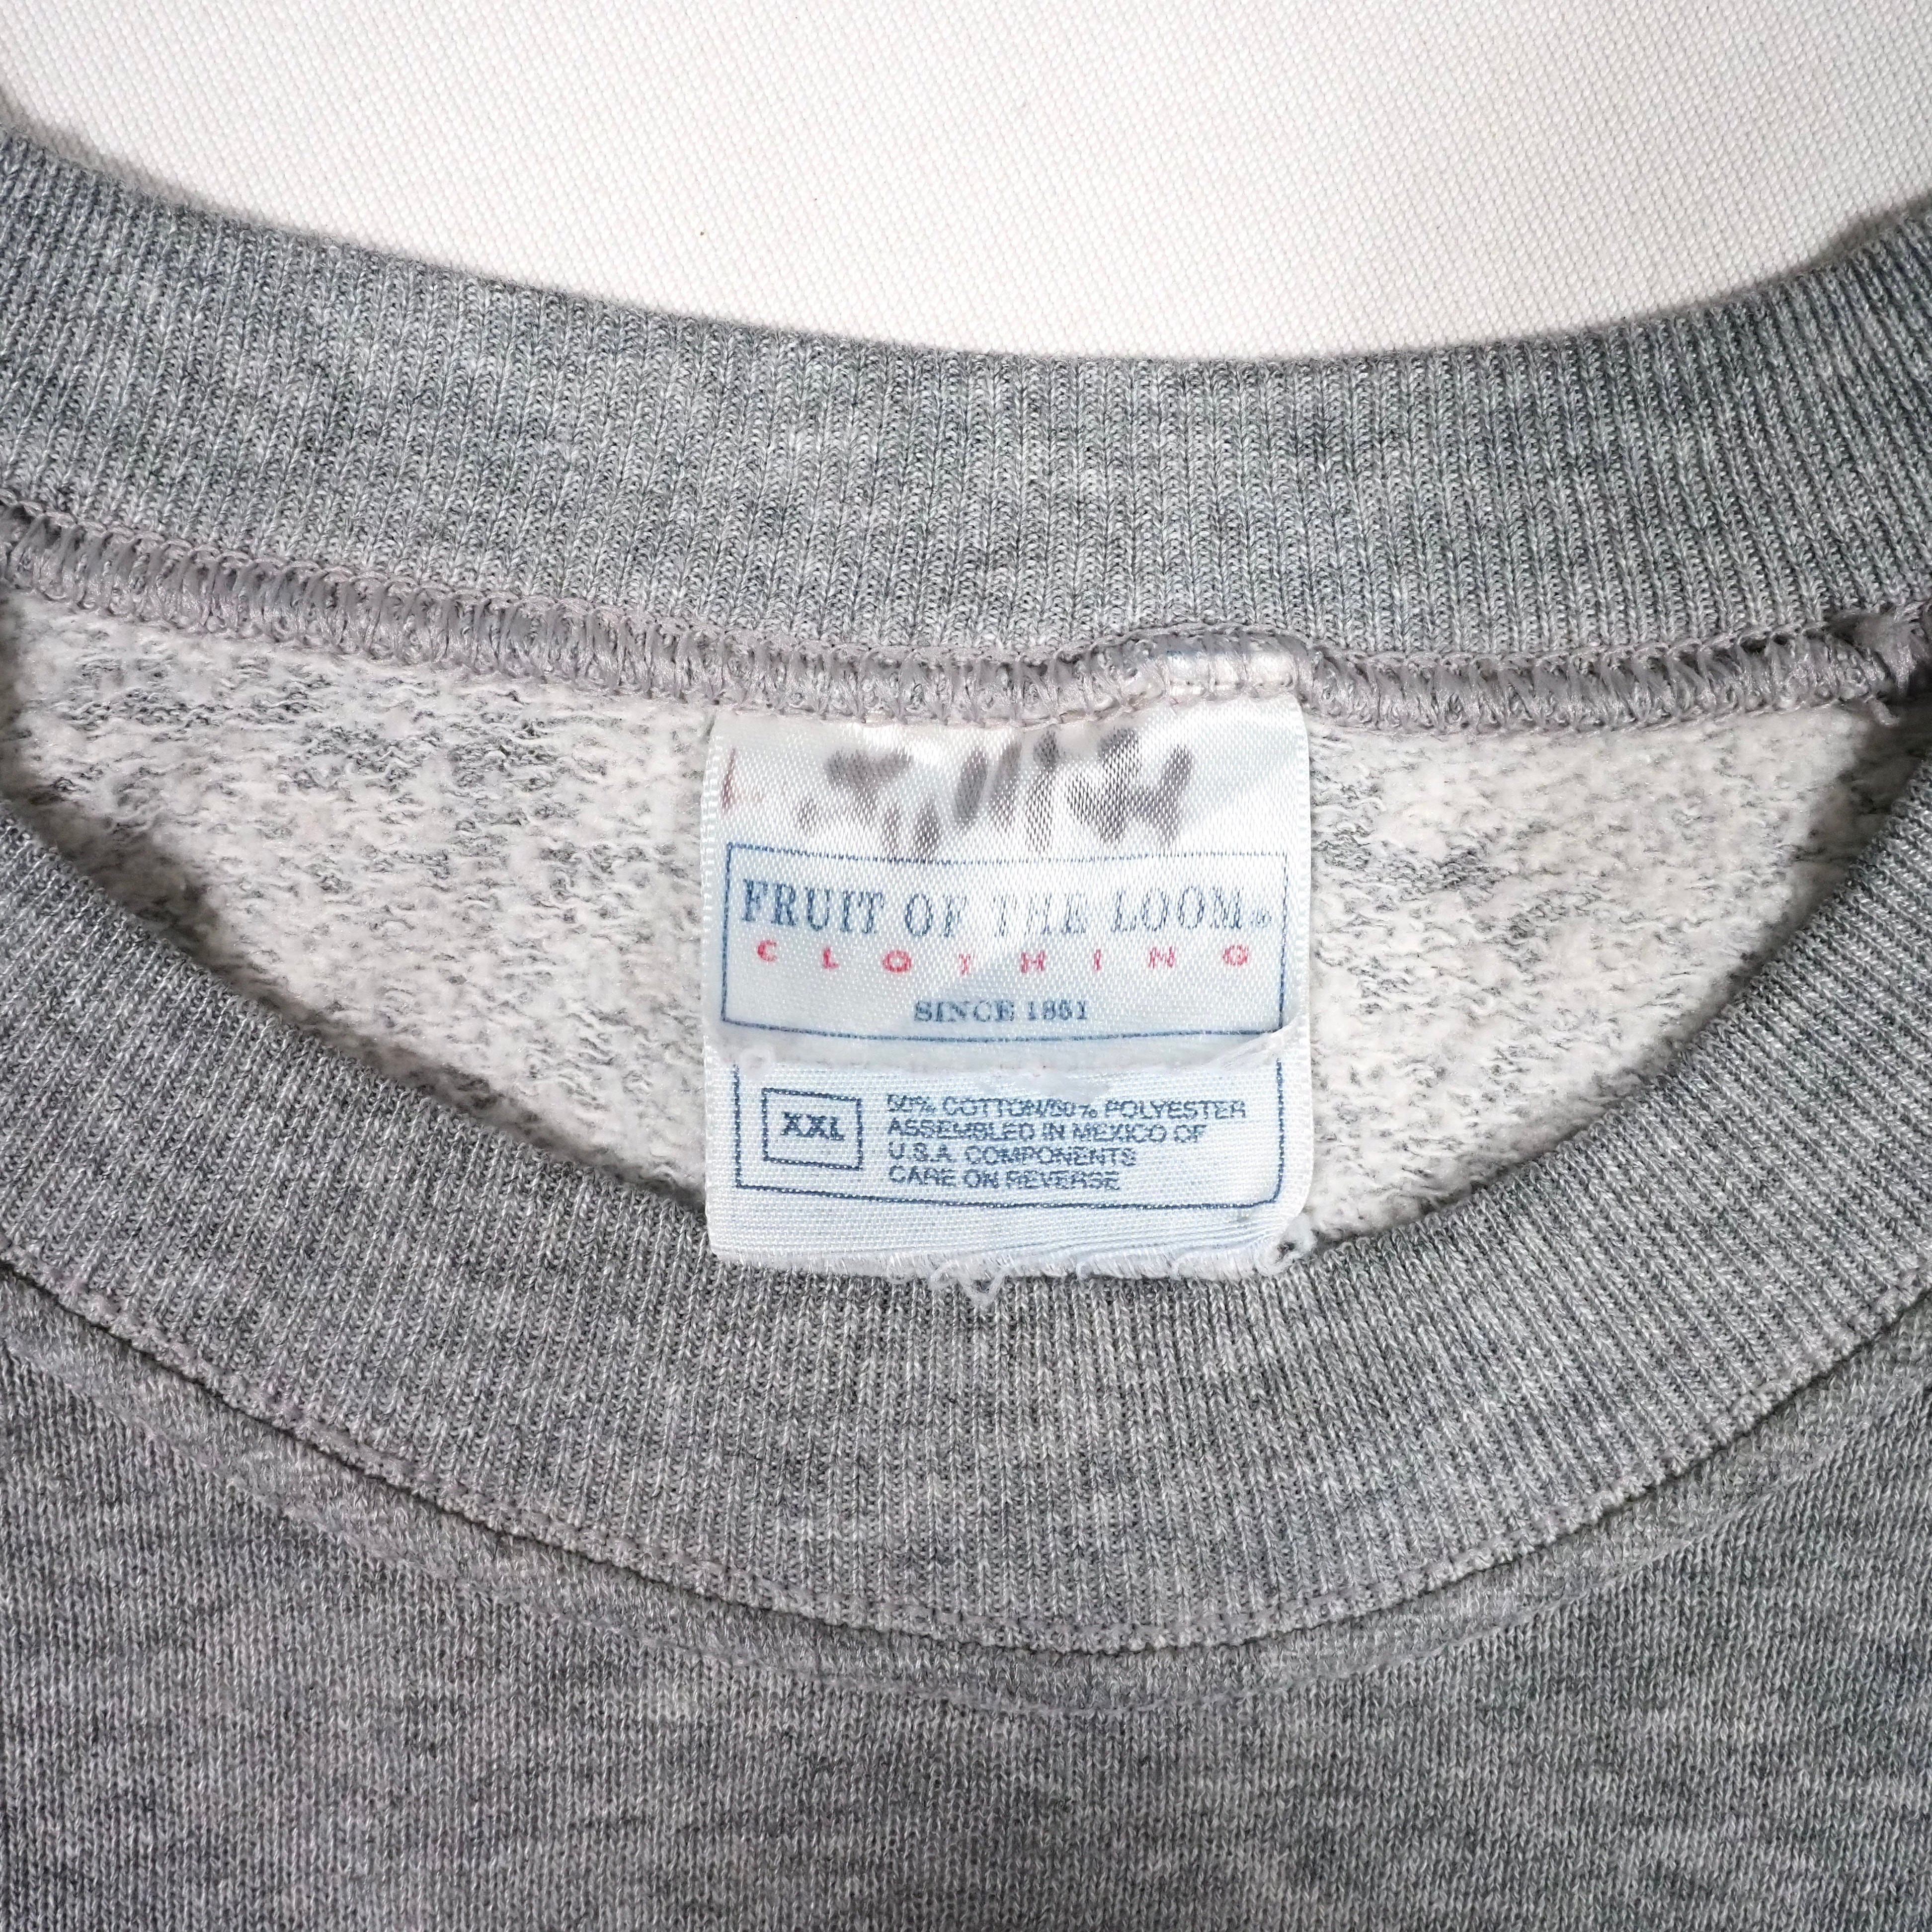 FRUIT OF THE LOOM®
CLOTHING
SINCE 1851
XXL
50% COTTON/50% POLYESTER
ASSEMBLED IN MEXICO OF
U.S.A. COMPONENTS
CARE ON REVERSE